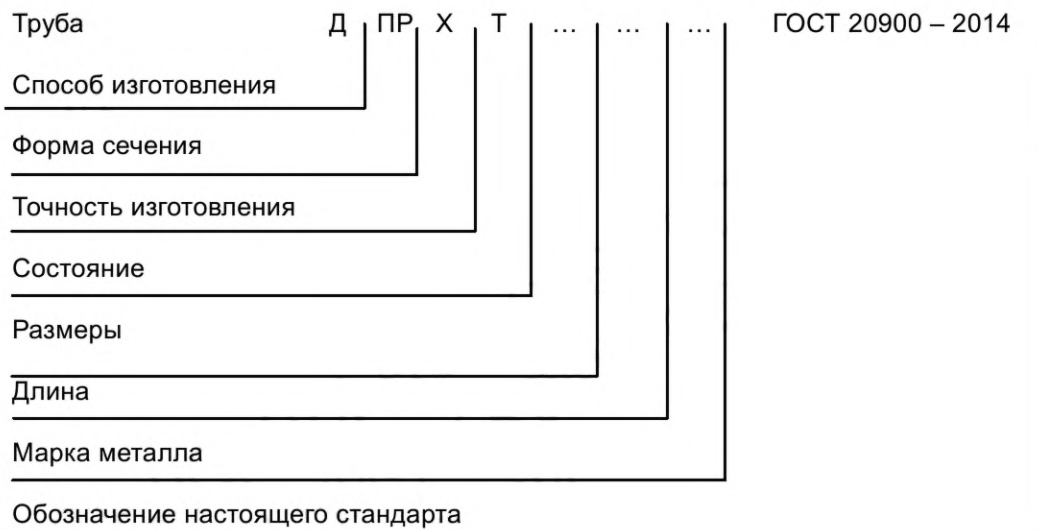 Труба Д ПР Х Т ... ... ... ГОСТ 20900 – 2014
Способ изготовления
Форма сечения
Точность изготовления
Состояние
Размеры
Длина
Марка металла
Обозначение настоящего стандарта